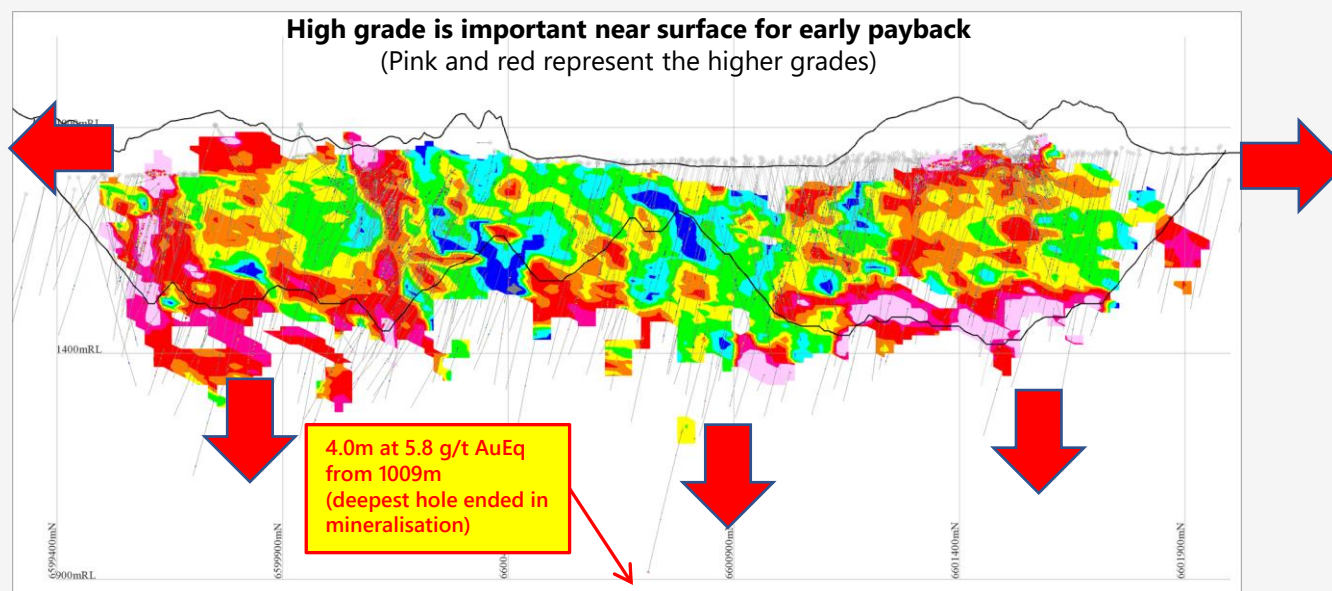 High grade is important near surface for early payback
(Pink and red represent the higher grades)
1400mRL
4.0m at 5.8 g/t AuEq
from 1009m
(deepest hole ended in
mineralisation)
6599400mN
6599900mN
6600900mN
6601400mN
6601900mN